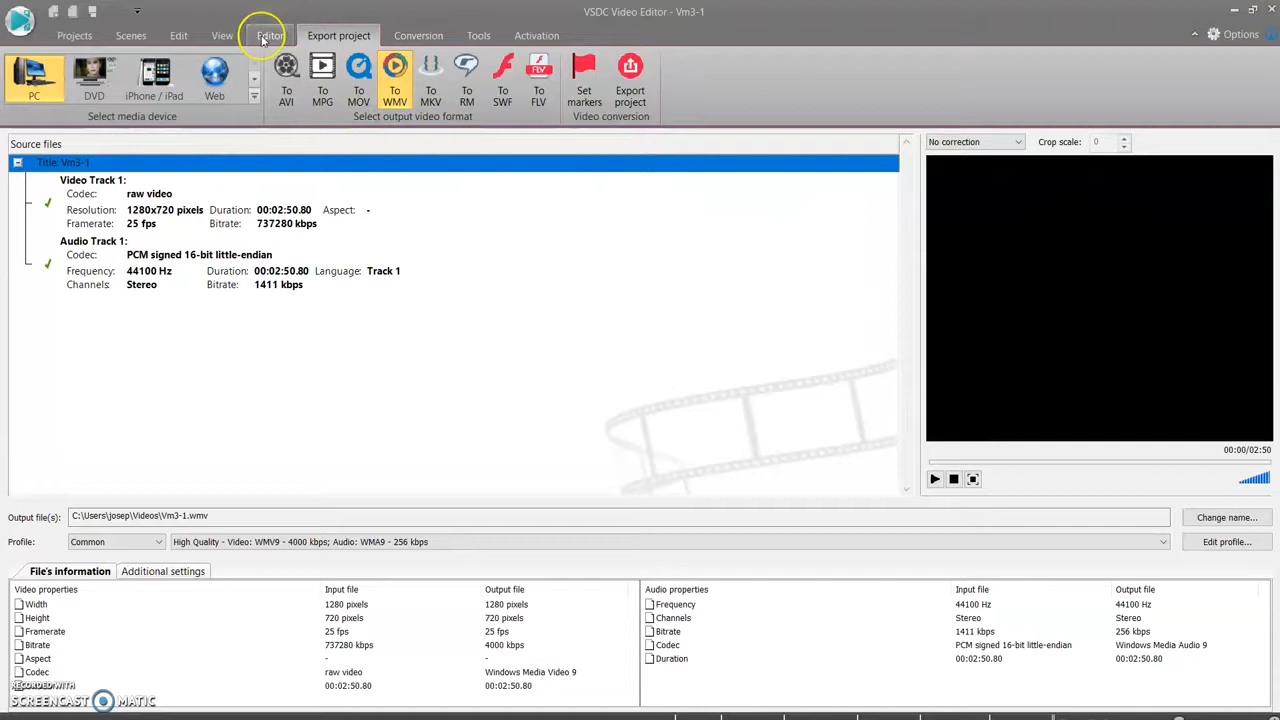 VSDC Video Editor - Vm3-1
Projects Scenes Edit View Editor Export project Conversion Tools Activation Options
PC DVD iPhone / iPad Web To AVI To MPG To MOV To WMV To MKV To RM To SWF To FLV Set markers Export project
Select media device Select output video format Video conversion
Source files
No correction Crop scale: 0
Title: Vm3-1
Video Track 1:
Codec: raw video
Resolution: 1280x720 pixels Duration: 00:02:50.80 Aspect: -
Framerate: 25 fps Bitrate: 737280 kbps
Audio Track 1:
Codec: PCM signed 16-bit little-endian
Frequency: 44100 Hz Duration: 00:02:50.80 Language: Track 1
Channels: Stereo Bitrate: 1411 kbps
00:00/02:50
Output file(s): C:\Users\josep\Videos\Vm3-1.wmv Change name...
Profile: Common High Quality - Video: WMV9 - 4000 kbps; Audio: WMA9 - 256 kbps Edit profile...
File's information Additional settings
Video properties Input file Output file Audio properties Input file Output file
Width 1280 pixels 1280 pixels Frequency 44100 Hz 44100 Hz
Height 720 pixels 720 pixels Channels Stereo Stereo
Framerate 25 fps 25 fps Bitrate 1411 kbps 256 kbps
Bitrate 737280 kbps 4000 kbps Codec PCM signed 16-bit little-endian Windows Media Audio 9
Aspect - - Duration 00:02:50.80 00:02:50.80
Codec raw video Windows Media Video 9
00:02:50.80 00:02:50.80
RECORDED WITH
SCREENCAST MATIC